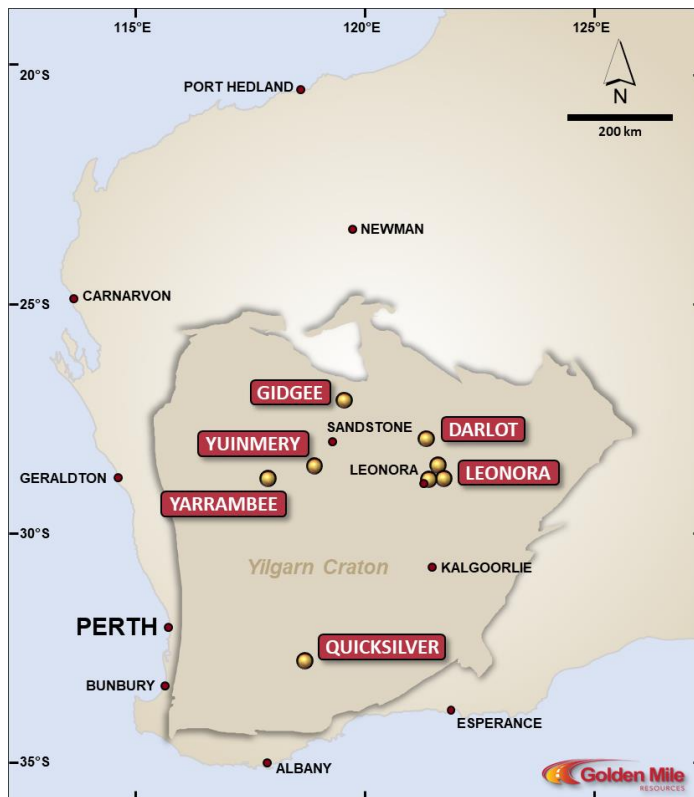 115°E
120°E
125°E
20°S
PORT HEDLAND
N
200 km
NEWMAN
25°S
CARNARVON
GIDGEE
SANDSTONE
DARLOT
YUINMERY
LEONORA
LEONORA
GERALDTON
YARRAMBEE
30°S
Yilgarn Craton
KALGOORLIE
PERTH
QUICKSILVER
BUNBURY
ESPERANCE
35°S
ALBANY
Golden Mile
RESOURCES